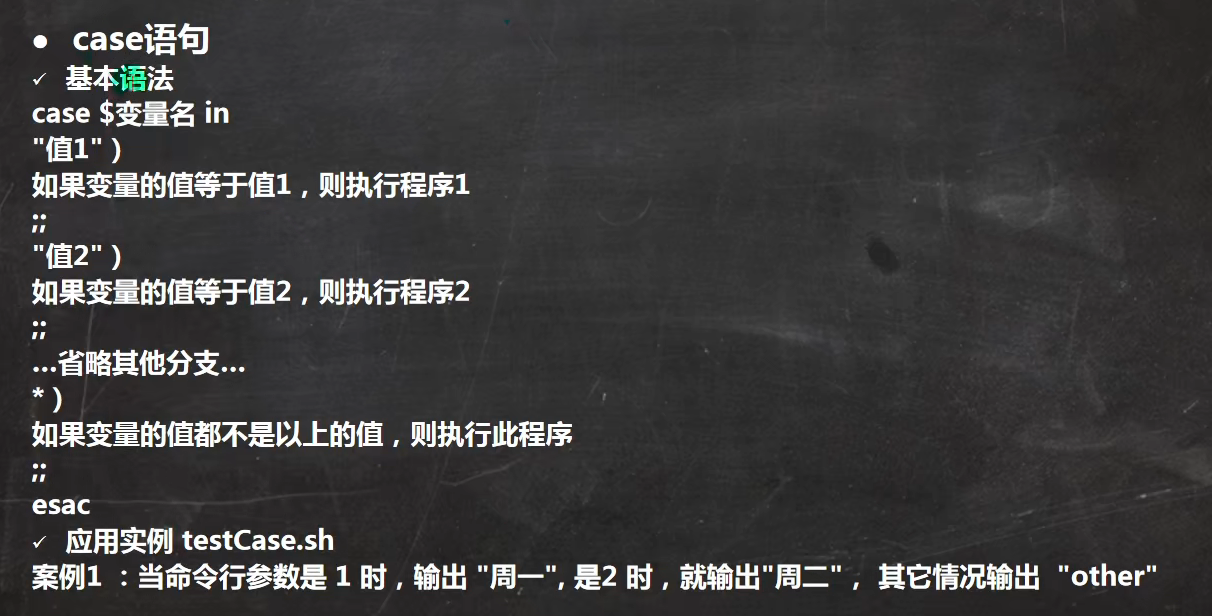 ● case语句
✓ 基本语法
case $变量名 in
"值1" )
如果变量的值等于值1，则执行程序1
;;
"值2" )
如果变量的值等于值2，则执行程序2
;;
…省略其他分支…
* )
如果变量的值都不是以上的值，则执行此程序
;;
esac
✓ 应用实例 testCase.sh
案例1 ：当命令行参数是 1 时，输出 "周一", 是2 时，就输出"周二"， 其它情况输出 "other"